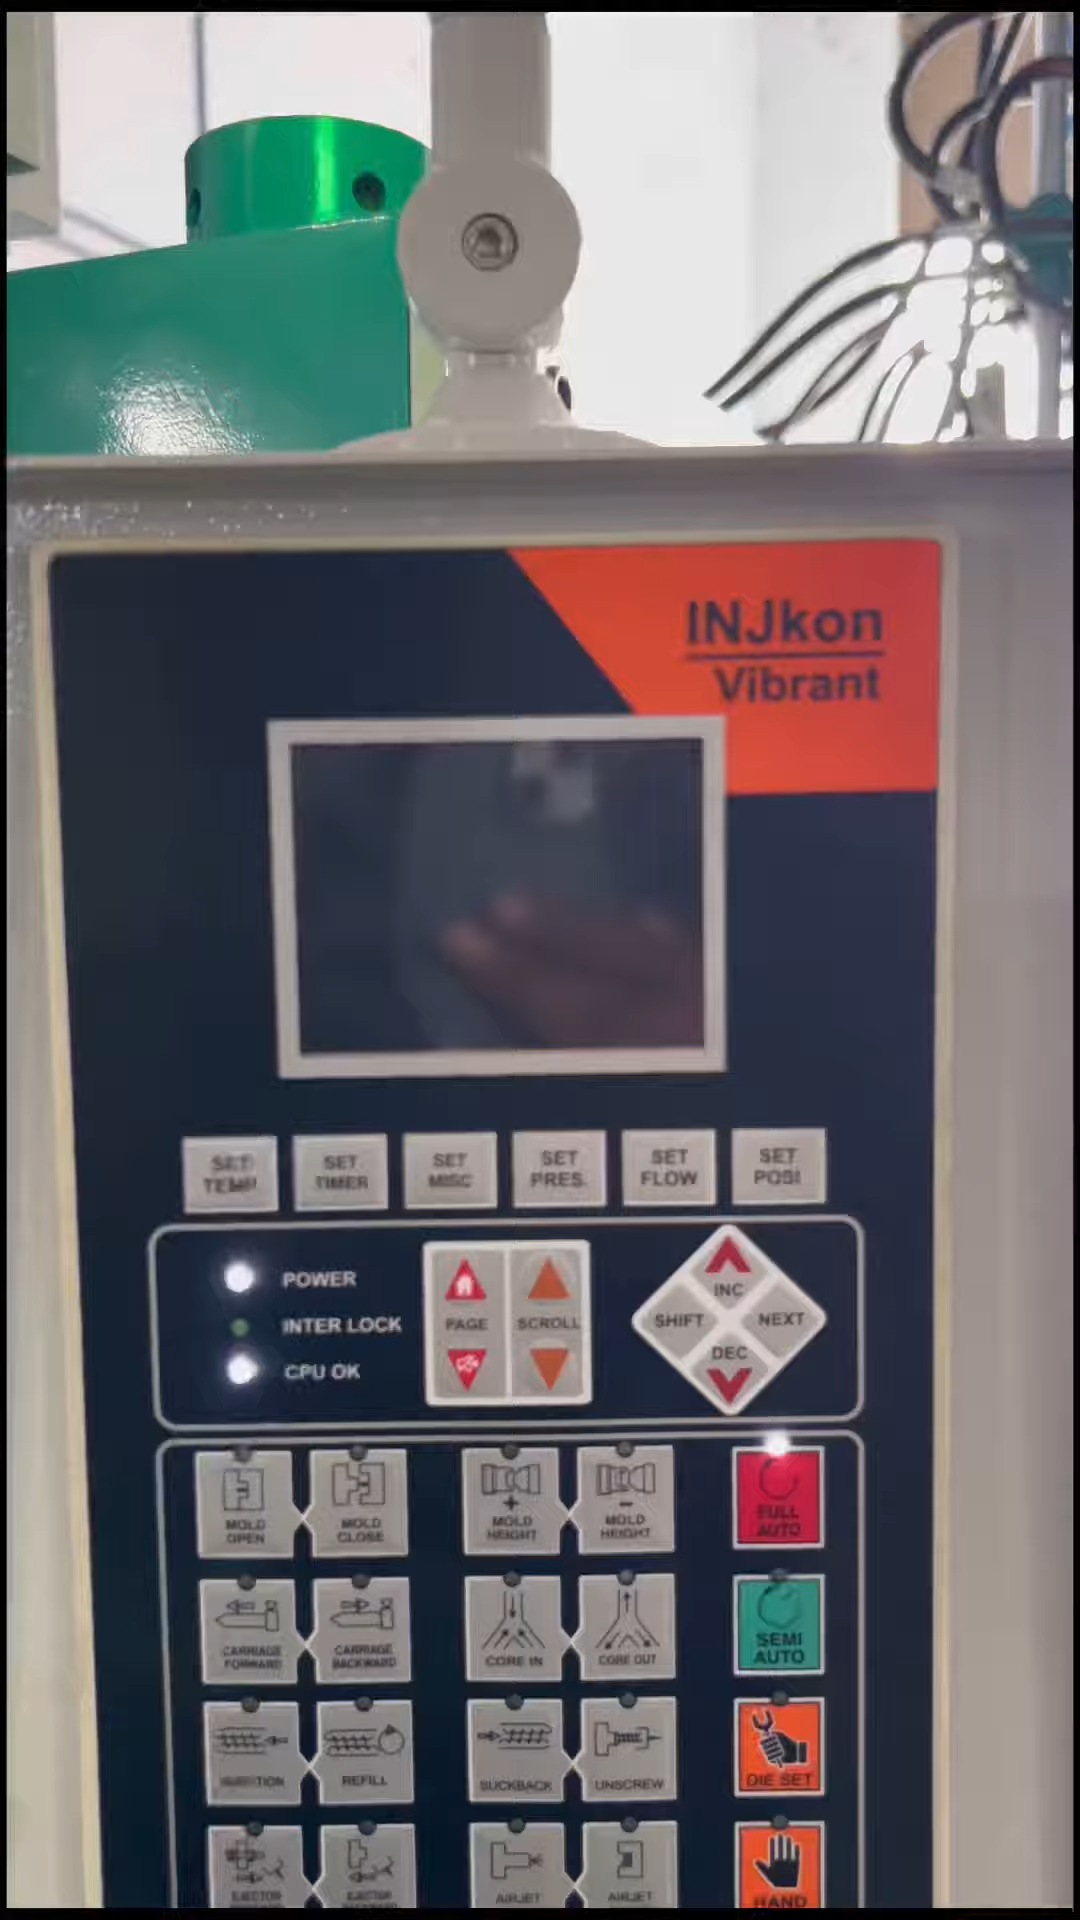 INJkon
Vibrant
SET TEMP
SET TIMER
SET MISC
SET PRES.
SET FLOW
SET POSI
POWER
INTER LOCK
CPU OK
PAGE
SCROLL
INC
SHIFT
NEXT
DEC
MOLD OPEN
MOLD CLOSE
+ MOLD HEIGHT
- MOLD HEIGHT
FULL AUTO
CARRIAGE FORWARD
CARRIAGE BACKWARD
CORE IN
CORE OUT
SEMI AUTO
INJECTION
REFILL
SUCKBACK
UNSCREW
DIE SET
EJECTOR
EJECTOR
AIRJET
AIRJET
HAND